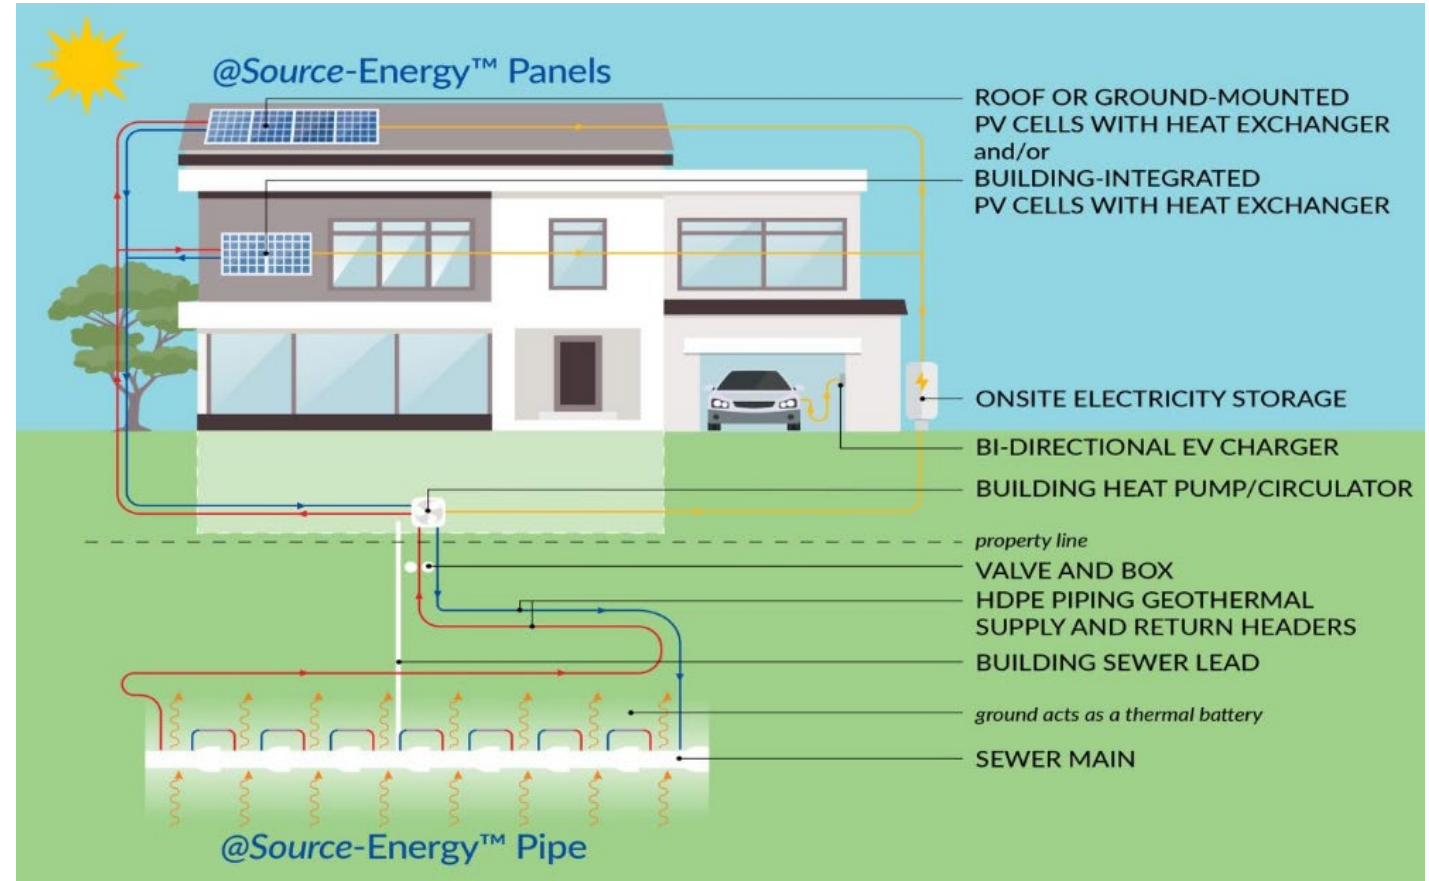 @Source-Energy™ Panels
ROOF OR GROUND-MOUNTED
PV CELLS WITH HEAT EXCHANGER
and/or
BUILDING-INTEGRATED
PV CELLS WITH HEAT EXCHANGER
ONSITE ELECTRICITY STORAGE
BI-DIRECTIONAL EV CHARGER
BUILDING HEAT PUMP/CIRCULATOR
property line
VALVE AND BOX
HDPE PIPING GEOTHERMAL
SUPPLY AND RETURN HEADERS
BUILDING SEWER LEAD
ground acts as a thermal battery
SEWER MAIN
@Source-Energy™ Pipe